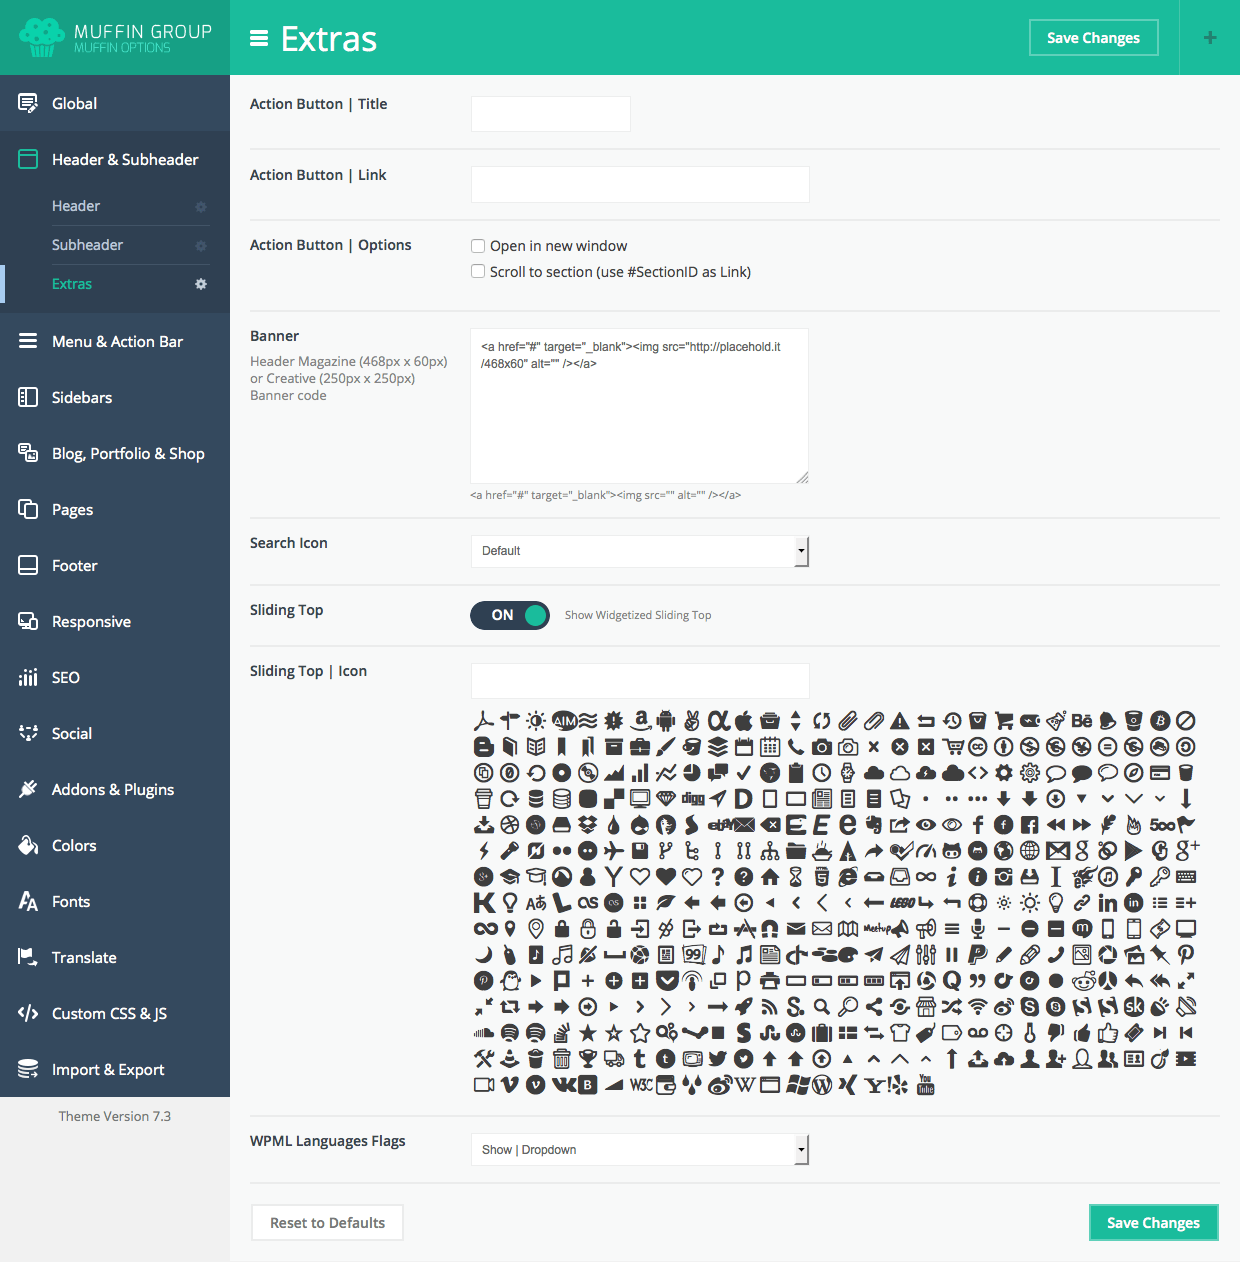 MUFFIN GROUP
MUFFIN OPTIONS
Extras
Save Changes
+
Global
Header & Subheader
Header
Subheader
Extras
Menu & Action Bar
Sidebars
Blog, Portfolio & Shop
Pages
Footer
Responsive
SEO
Social
Addons & Plugins
Colors
Fonts
Translate
Custom CSS & JS
Import & Export
Theme Version 7.3
Action Button | Title
Action Button | Link
Action Button | Options
Open in new window
Scroll to section (use #SectionID as Link)
Banner
Header Magazine (468px x 60px)
or Creative (250px x 250px)
Banner code
<a href="#" target="_blank"><img src="http://placehold.it
/468x60" alt="" /></a>
<a href="#" target="_blank"><img src="" alt="" /></a>
Search Icon
Default
Sliding Top
ON
Show Widgetized Sliding Top
Sliding Top | Icon
WPML Languages Flags
Show | Dropdown
Reset to Defaults
Save Changes